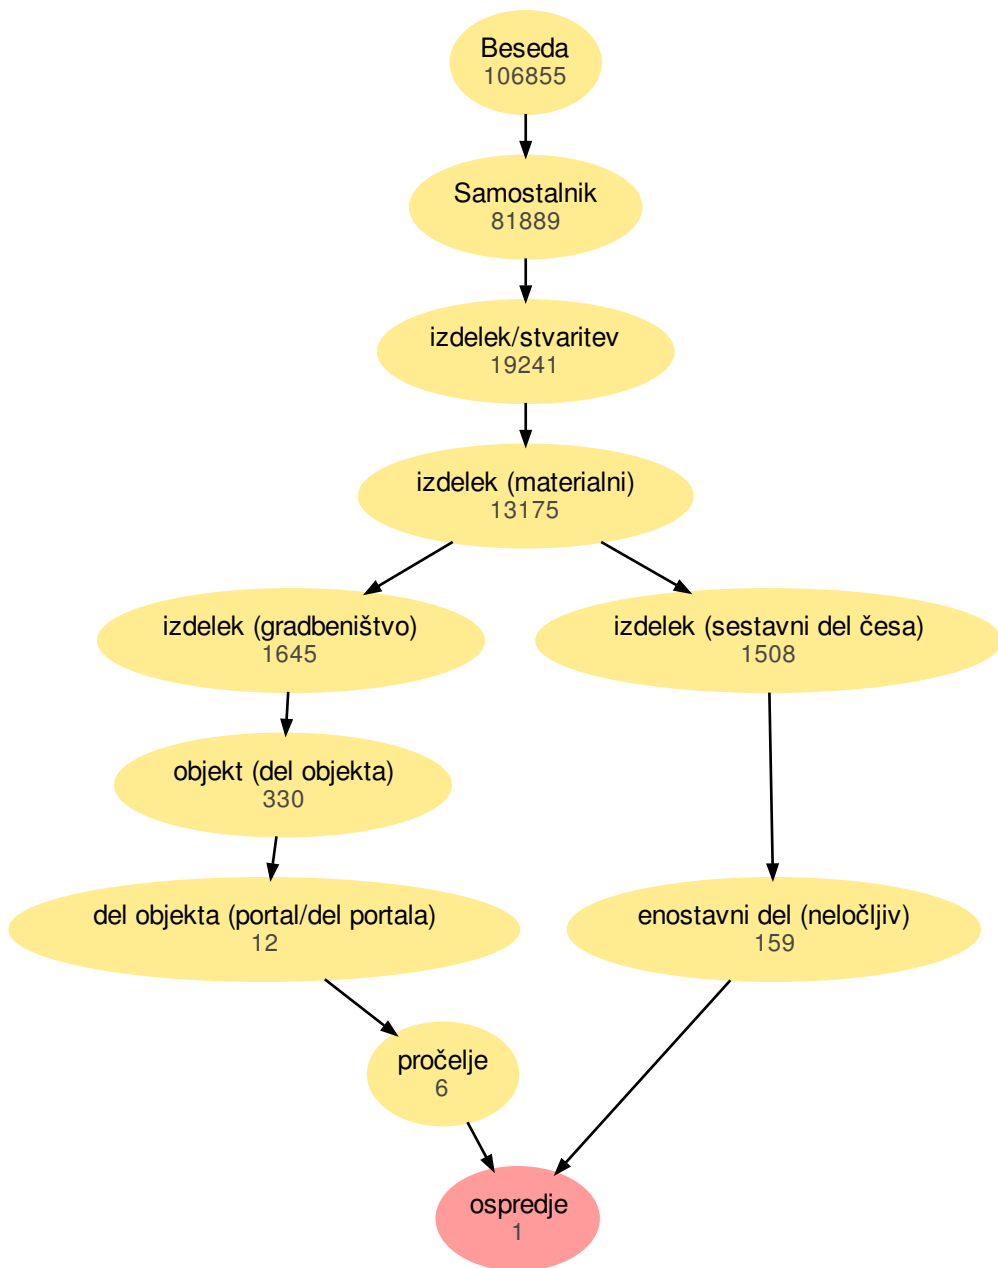 Beseda
106855
Samostalnik
81889
izdelek/stvaritev
19241
izdelek (materialni)
13175
izdelek (gradbeništvo)
1645
izdelek (sestavni del česa)
1508
objekt (del objekta)
330
del objekta (portal/del portala)
12
enostavni del (neločljiv)
159
pročelje
6
ospredje
1